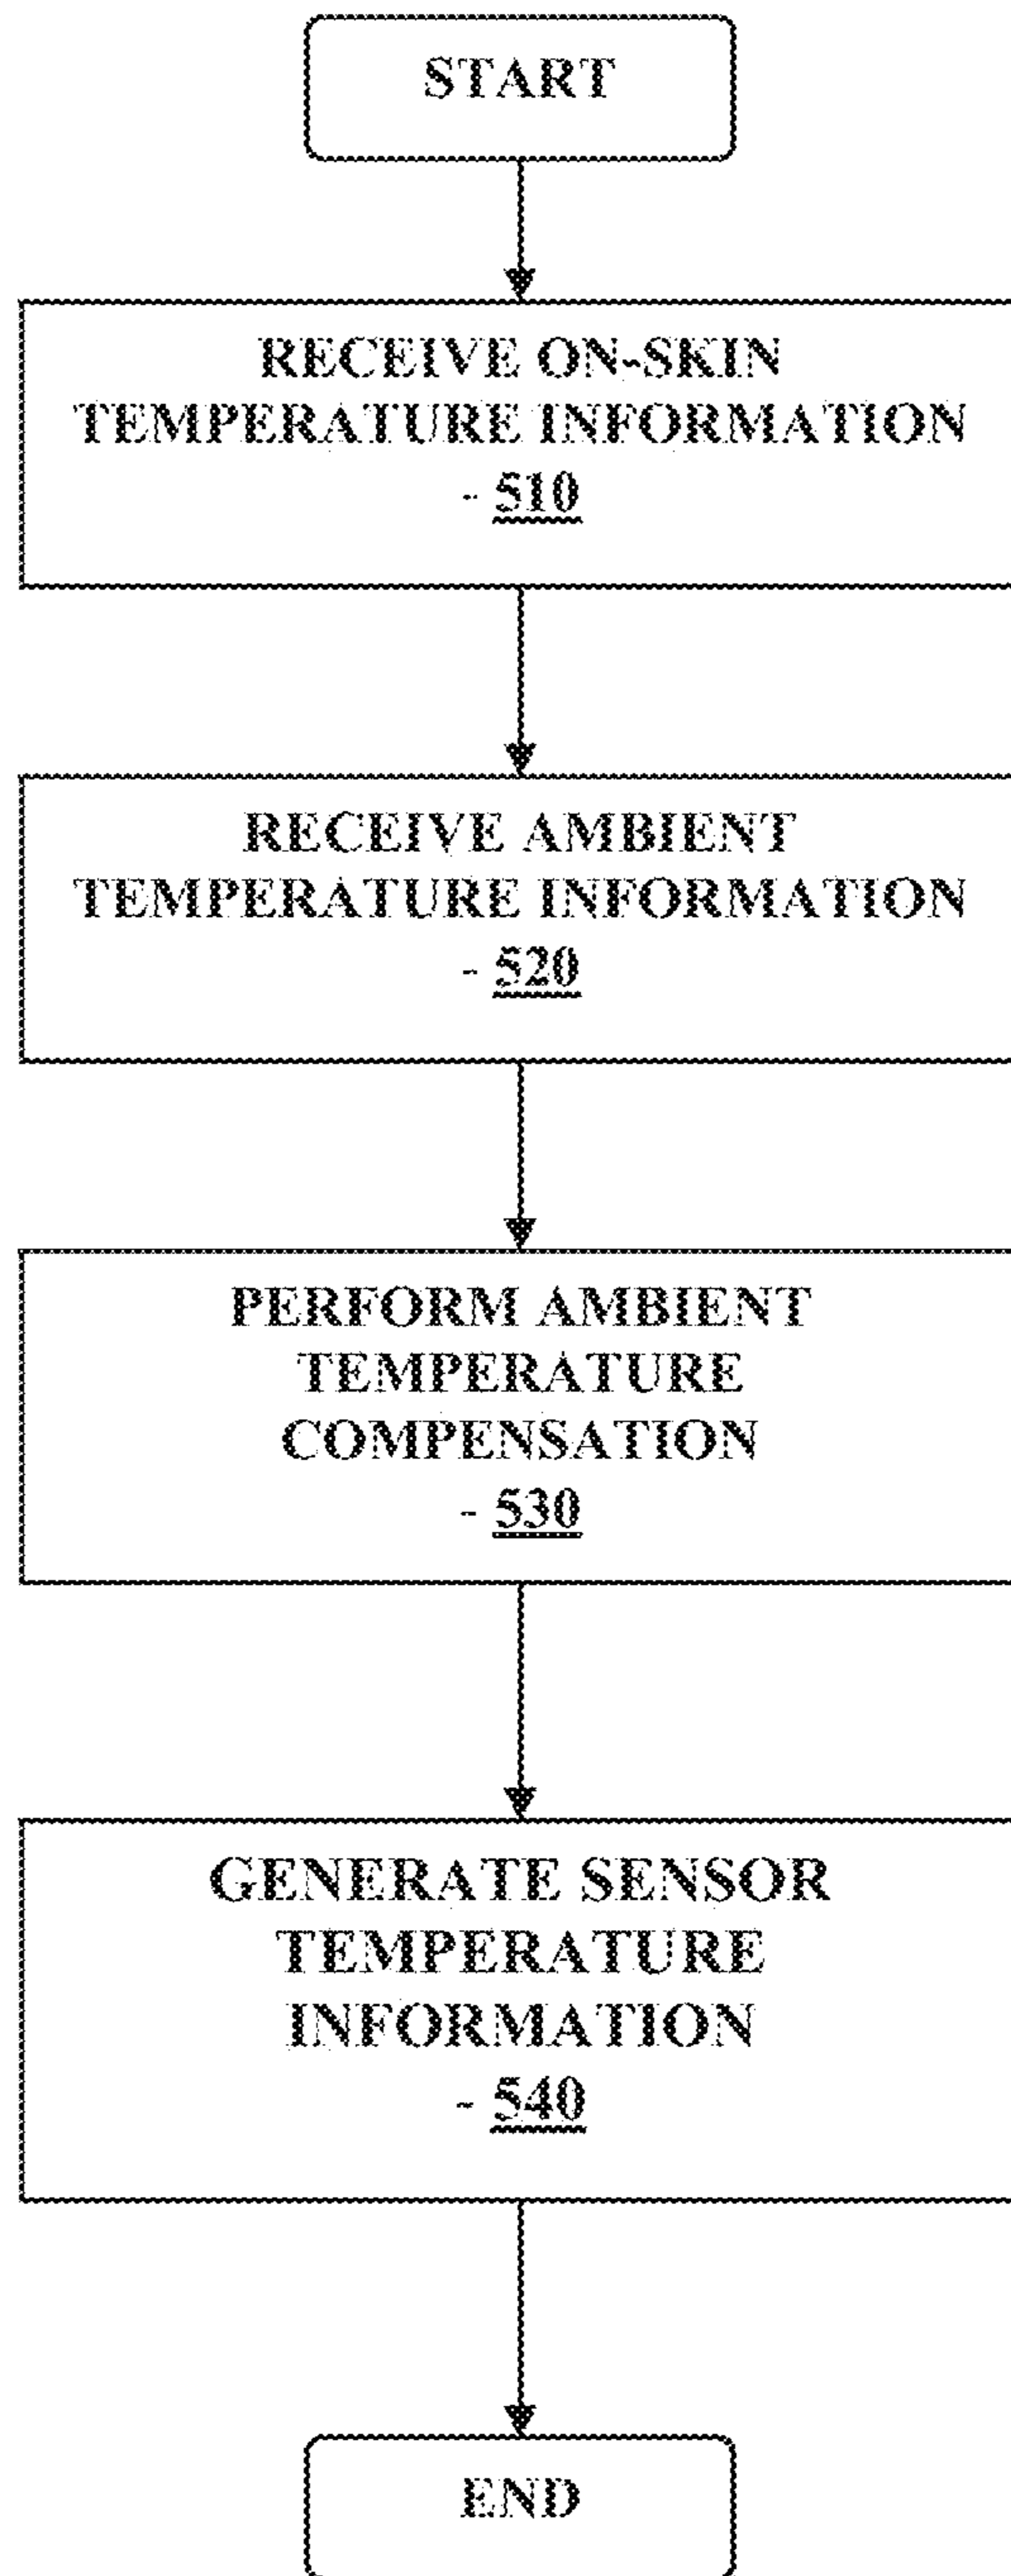 START
RECEIVE ON-SKIN
TEMPERATURE INFORMATION
- 510
RECEIVE AMBIENT
TEMPERATURE INFORMATION
- 520
PERFORM AMBIENT
TEMPERATURE
COMPENSATION
- 530
GENERATE SENSOR
TEMPERATURE
INFORMATION
- 540
END